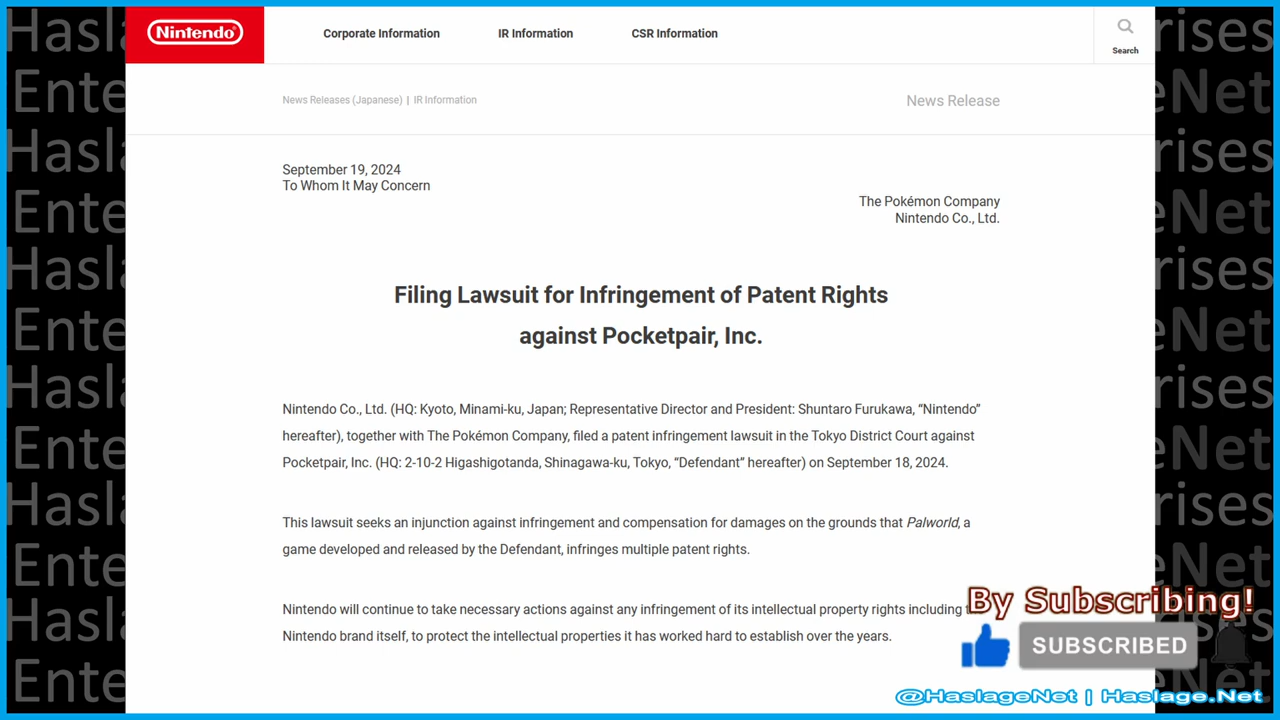 Nintendo
Corporate Information
IR Information
CSR Information
Search
News Releases (Japanese) | IR Information
News Release
September 19, 2024
To Whom It May Concern
The Pokémon Company
Nintendo Co., Ltd.
Filing Lawsuit for Infringement of Patent Rights
against Pocketpair, Inc.
Nintendo Co., Ltd. (HQ: Kyoto, Minami-ku, Japan; Representative Director and President: Shuntaro Furukawa, “Nintendo”
hereafter), together with The Pokémon Company, filed a patent infringement lawsuit in the Tokyo District Court against
Pocketpair, Inc. (HQ: 2-10-2 Higashigotanda, Shinagawa-ku, Tokyo, “Defendant” hereafter) on September 18, 2024.
This lawsuit seeks an injunction against infringement and compensation for damages on the grounds that Palworld, a
game developed and released by the Defendant, infringes multiple patent rights.
Nintendo will continue to take necessary actions against any infringement of its intellectual property rights including
Nintendo brand itself, to protect the intellectual properties it has worked hard to establish over the years.
By Subscribing!
SUBSCRIBED
@HaslageNet | Haslage.Net